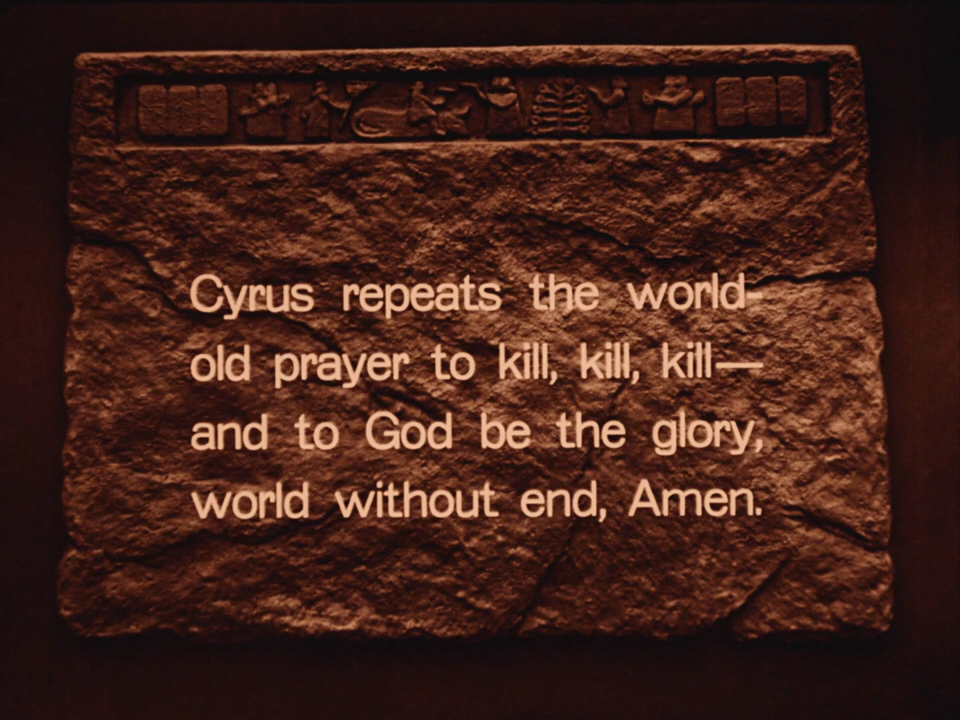 Cyrus repeats the world-
old prayer to kill, kill, kill—
and to God be the glory,
world without end, Amen.